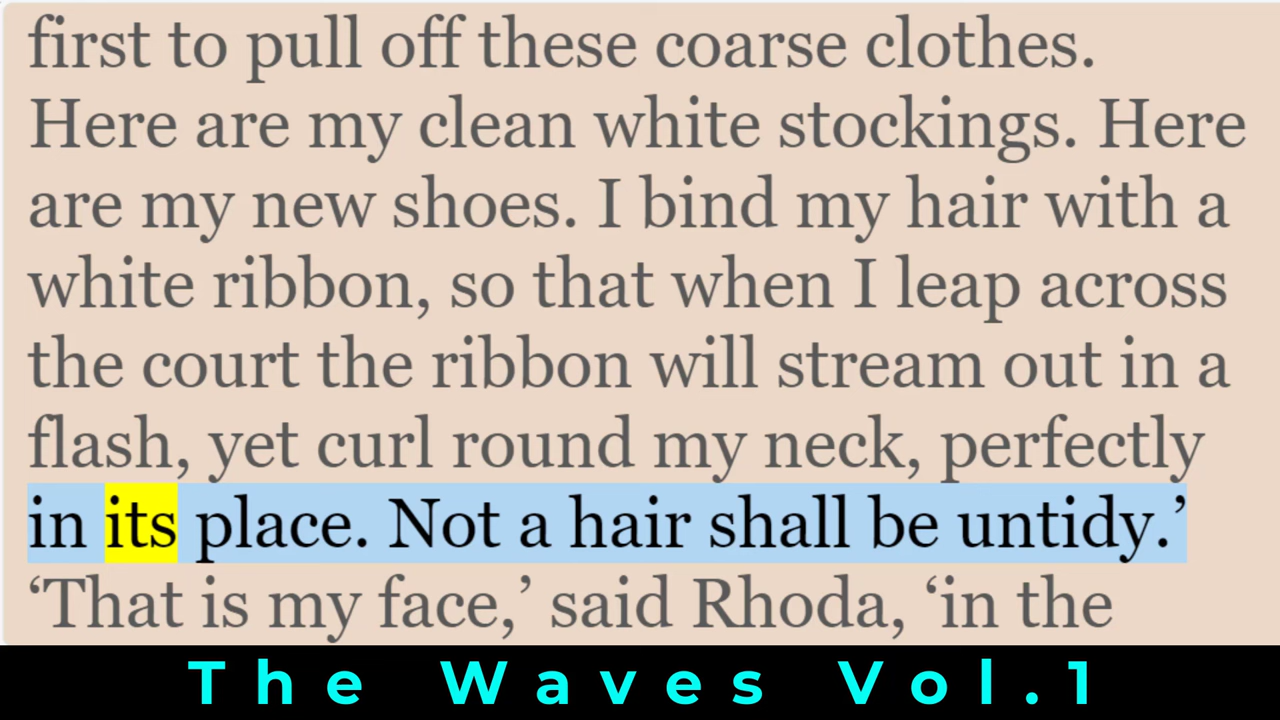 first to pull off these coarse clothes.
Here are my clean white stockings. Here
are my new shoes. I bind my hair with a
white ribbon, so that when I leap across
the court the ribbon will stream out in a
flash, yet curl round my neck, perfectly
in its place. Not a hair shall be untidy.’
‘That is my face,’ said Rhoda, ‘in the
The Waves Vol.1